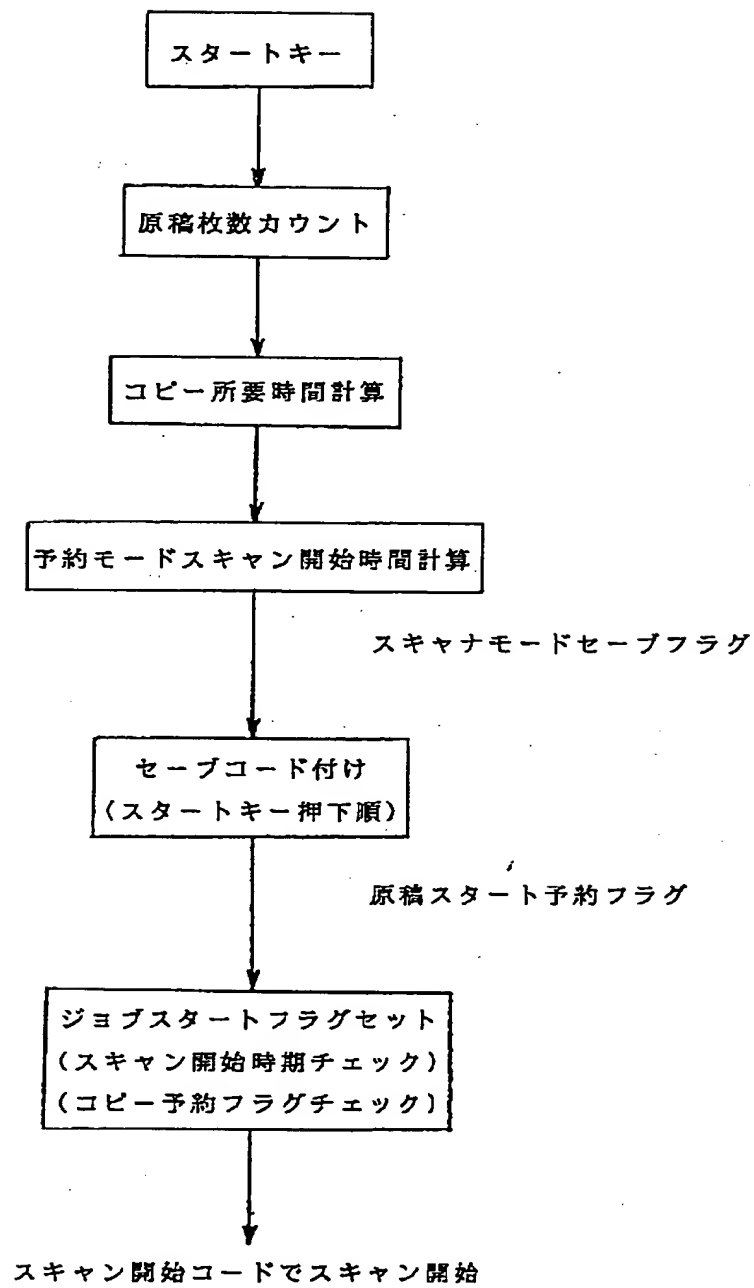 スタートキー
原稿枚数カウント
コピー所要時間計算
予約モードスキャン開始時間計算
スキャナモードセーブフラグ
セーブコード付け
(スタートキー押下順)
原稿スタート予約フラグ
ジョブスタートフラグセット
(スキャン開始時期チェック)
(コピー予約フラグチェック)
スキャン開始コードでスキャン開始